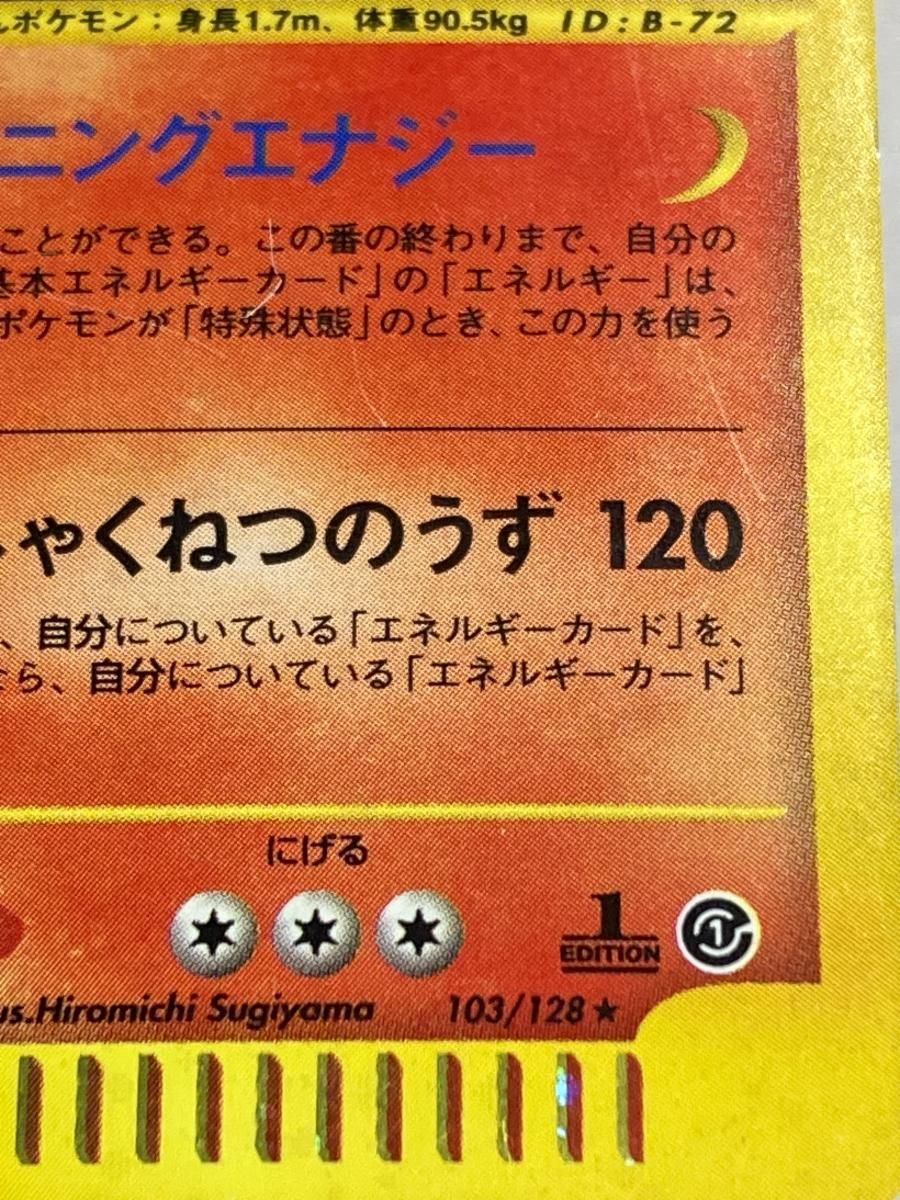 ポケモン：身長1.7m、体重90.5kg ID：B-72
ニングエナジー
ことができる。この番の終わりまで、自分の
基本エネルギーカード」の「エネルギー」は、
ポケモンが「特殊状態」のとき、この力を使う
ゃくねつのうず 120
、自分についている「エネルギーカード」を、
ら、自分についている「エネルギーカード」
にげる
1
EDITION
1
us.Hiromichi Sugiyama 103/128★